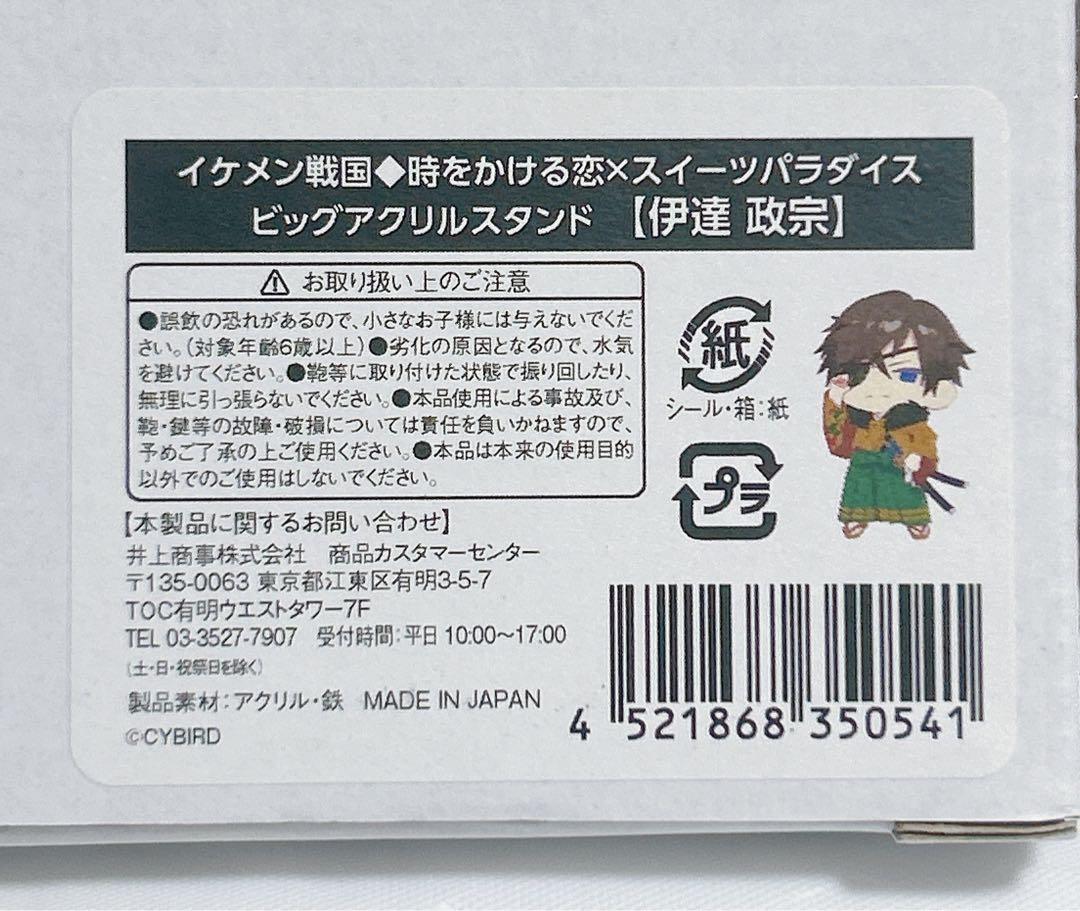 イケメン戦国◆時をかける恋×スイーツパラダイス
ビッグアクリルスタンド 【伊達 政宗】
⚠ お取り扱い上のご注意
●誤飲の恐れがあるので、小さなお子様には与えないでくだ
さい。(対象年齢6歳以上)●劣化の原因となるので、水気
を避けてください。●鞄等に取り付けた状態で振り回したり、
無理に引っ張らないでください。●本品使用による事故及び、
鞄・鍵等の故障・破損については責任を負いかねますので、
予めご了承の上ご使用ください。●本品は本来の使用目的
以外でのご使用はしないでください。
紙
シール・箱:紙
プラ
【本製品に関するお問い合わせ】
井上商事株式会社 商品カスタマーセンター
〒135-0063 東京都江東区有明3-5-7
TOC有明ウエストタワー7F
TEL 03-3527-7907 受付時間:平日 10:00〜17:00
(土・日・祝祭日を除く)
製品素材:アクリル・鉄 MADE IN JAPAN
©CYBIRD
4 521868 350541